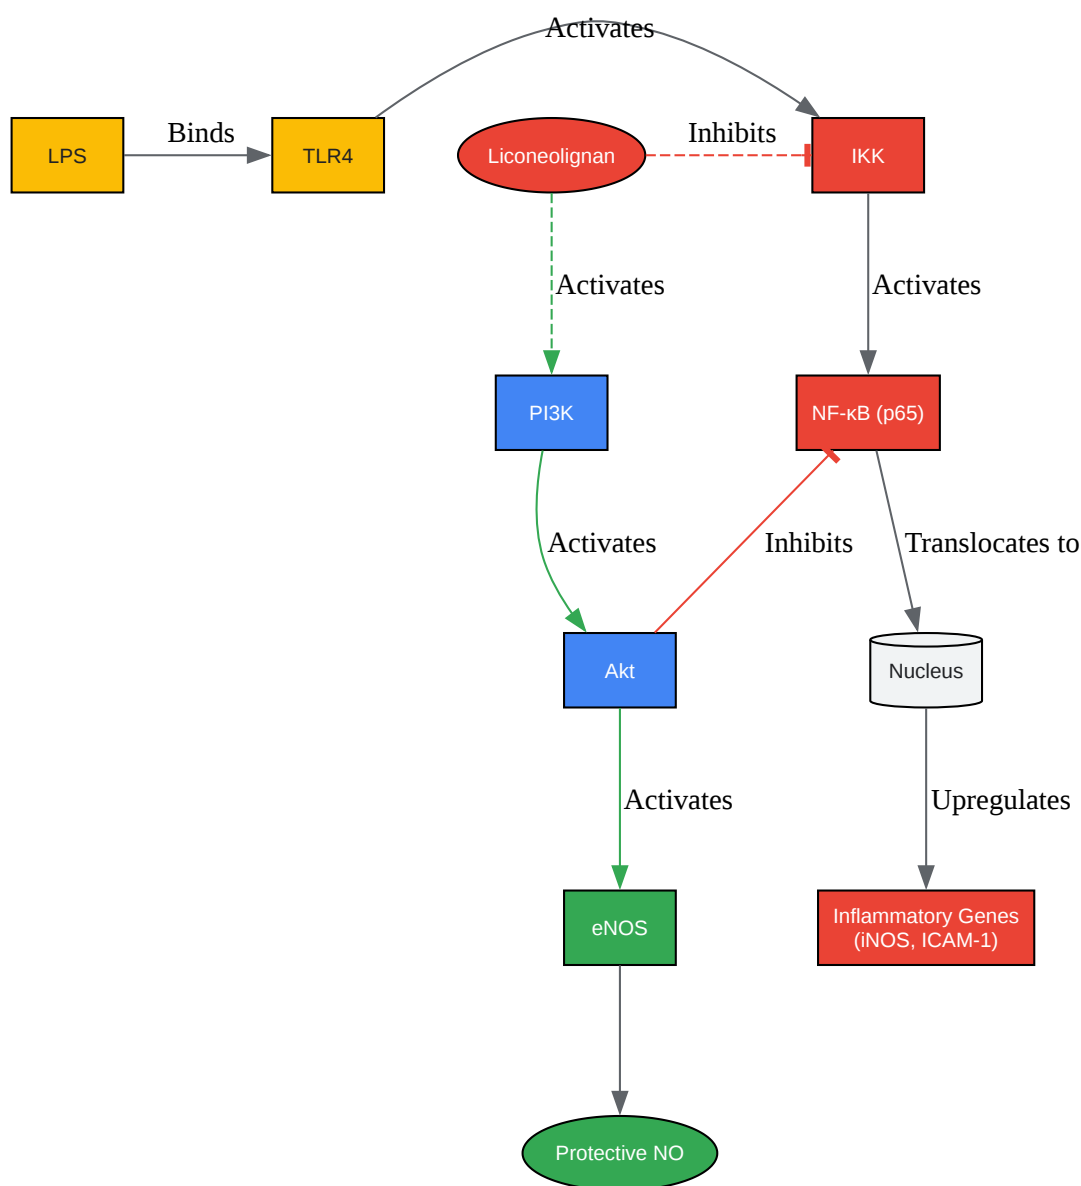 Activates
LPS
Binds
TLR4
Liconeolignan
Inhibits
IKK
Activates
Activates
PI3K
NF-κB (p65)
Activates
Inhibits
Translocates to
Akt
Nucleus
Activates
Upregulates
eNOS
Inflammatory Genes
(iNOS, ICAM-1)
Protective NO